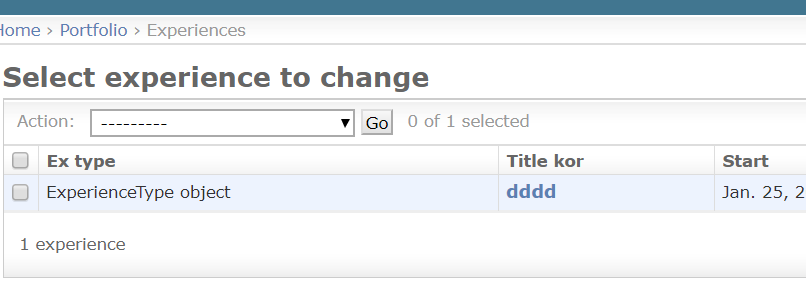 Home › Portfolio › Experiences
Select experience to change
Action: --------- Go 0 of 1 selected
Ex type Title kor Start
ExperienceType object dddd Jan. 25, 2
1 experience